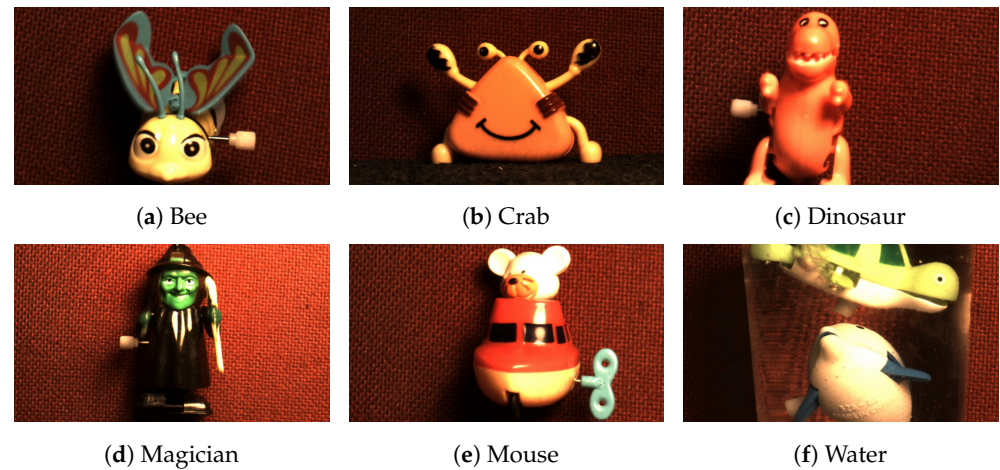 (a) Bee
(b) Crab
(c) Dinosaur
(d) Magician
(e) Mouse
(f) Water